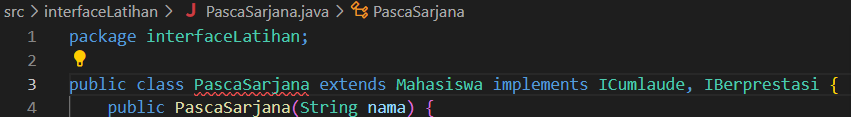 src > interfaceLatihan > J PascaSarjana.java > PascaSarjana
1 package interfaceLatihan;
2
3 public class PascaSarjana extends Mahasiswa implements ICumlaude, IBerprestasi {
4 public PascaSarjana(String nama) {